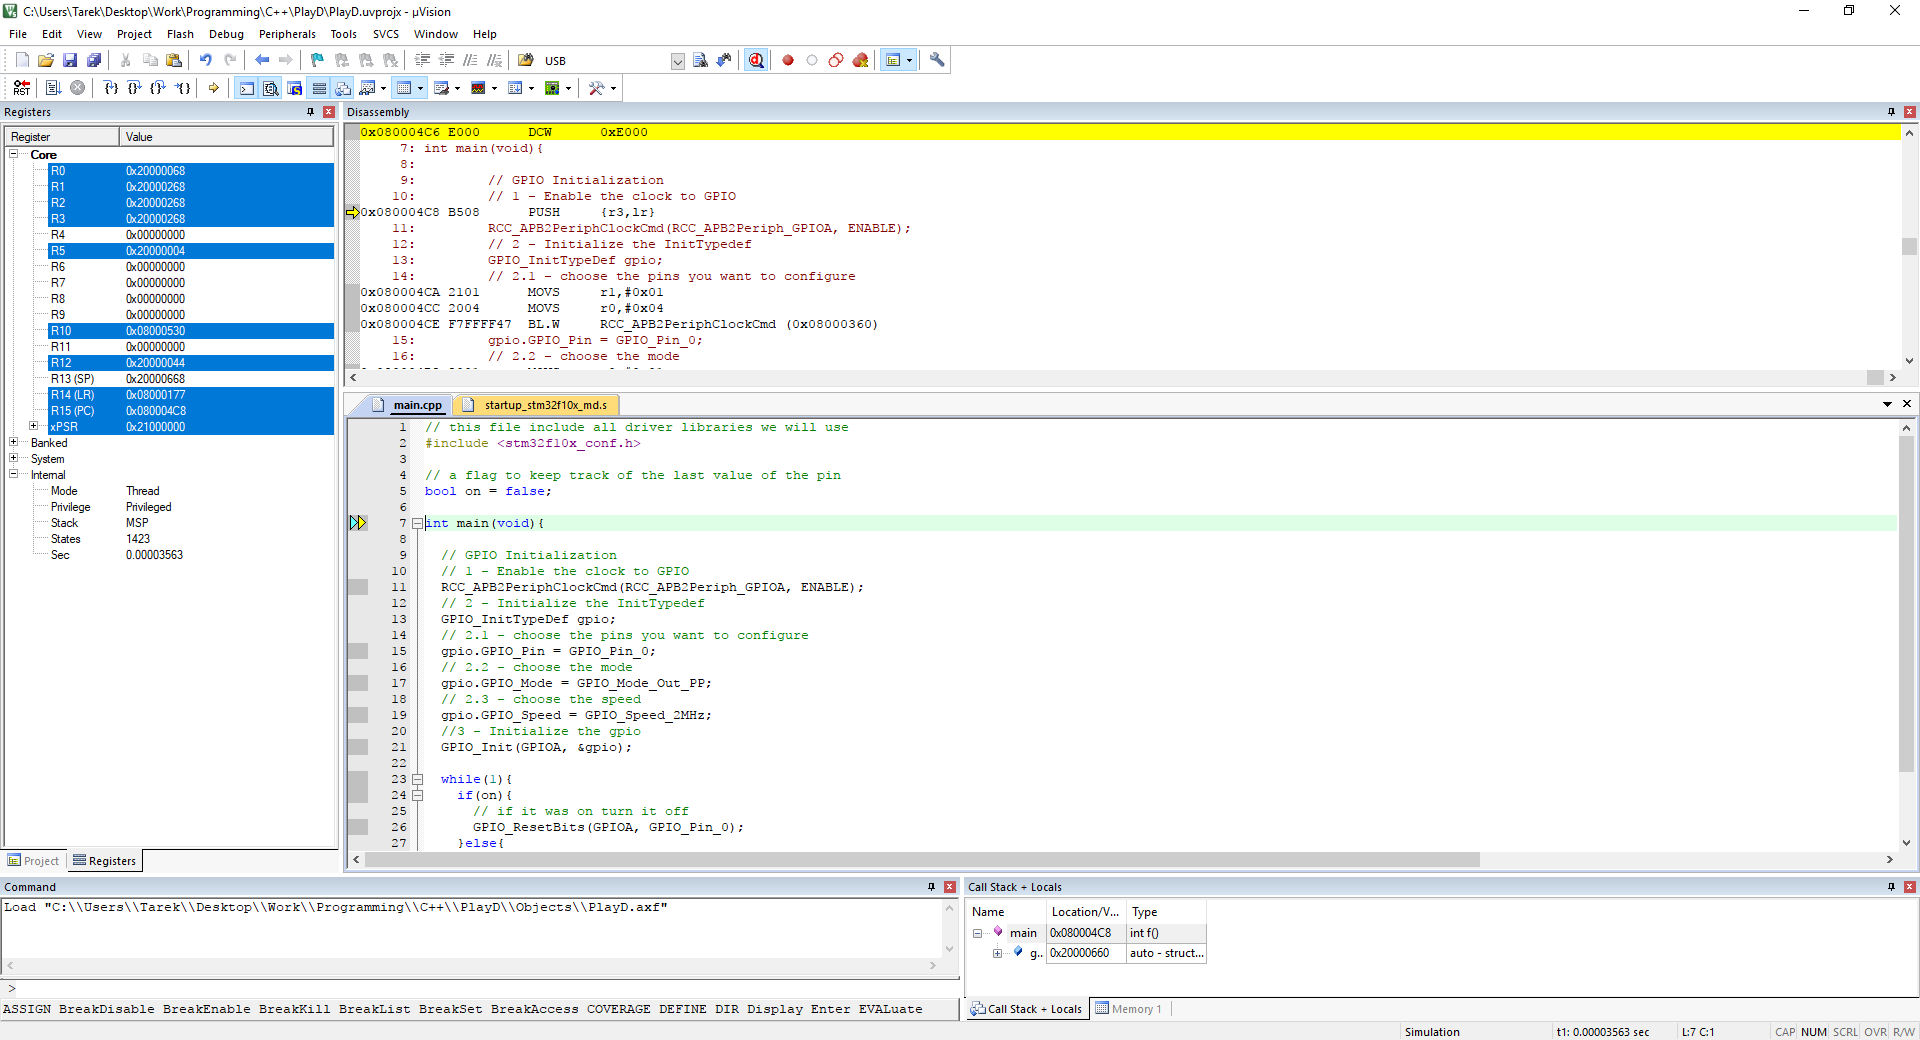 C:\Users\Tarek\Desktop\Work\Programming\C++\PlayD\PlayD.uvprojx - µVision
File Edit View Project Flash Debug Peripherals Tools SVCS Window Help
USB
RST
Registers
Register Value
Core
R0 0x20000068
R1 0x20000268
R2 0x20000268
R3 0x20000268
R4 0x00000000
R5 0x20000004
R6 0x00000000
R7 0x00000000
R8 0x00000000
R9 0x00000000
R10 0x08000530
R11 0x00000000
R12 0x20000044
R13 (SP) 0x20000668
R14 (LR) 0x08000177
R15 (PC) 0x080004C8
xPSR 0x21000000
Banked
System
Internal
Mode Thread
Privilege Privileged
Stack MSP
States 1423
Sec 0.00003563
Project Registers
Disassembly
0x080004C6 E000 DCW 0xE000
7: int main(void){
8:
9: // GPIO Initialization
10: // 1 - Enable the clock to GPIO
0x080004C8 B508 PUSH {r3,lr}
11: RCC_APB2PeriphClockCmd(RCC_APB2Periph_GPIOA, ENABLE);
12: // 2 - Initialize the InitTypedef
13: GPIO_InitTypeDef gpio;
14: // 2.1 - choose the pins you want to configure
0x080004CA 2101 MOVS r1,#0x01
0x080004CC 2004 MOVS r0,#0x04
0x080004CE F7FFFF47 BL.W RCC_APB2PeriphClockCmd (0x08000360)
15: gpio.GPIO_Pin = GPIO_Pin_0;
16: // 2.2 - choose the mode
main.cpp startup_stm32f10x_md.s
1 // this file include all driver libraries we will use
2 #include <stm32f10x_conf.h>
3
4 // a flag to keep track of the last value of the pin
5 bool on = false;
6
7 int main(void){
8
9 // GPIO Initialization
10 // 1 - Enable the clock to GPIO
11 RCC_APB2PeriphClockCmd(RCC_APB2Periph_GPIOA, ENABLE);
12 // 2 - Initialize the InitTypedef
13 GPIO_InitTypeDef gpio;
14 // 2.1 - choose the pins you want to configure
15 gpio.GPIO_Pin = GPIO_Pin_0;
16 // 2.2 - choose the mode
17 gpio.GPIO_Mode = GPIO_Mode_Out_PP;
18 // 2.3 - choose the speed
19 gpio.GPIO_Speed = GPIO_Speed_2MHz;
20 //3 - Initialize the gpio
21 GPIO_Init(GPIOA, &gpio);
22
23 while(1){
24 if(on){
25 // if it was on turn it off
26 GPIO_ResetBits(GPIOA, GPIO_Pin_0);
27 }else{
Command
Load "C:\\Users\\Tarek\\Desktop\\Work\\Programming\\C++\\PlayD\\Objects\\PlayD.axf"
>
ASSIGN BreakDisable BreakEnable BreakKill BreakList BreakSet BreakAccess COVERAGE DEFINE DIR Display Enter EVALuate
Call Stack + Locals
Name Location/V... Type
main 0x080004C8 int f()
g.. 0x20000660 auto - struct...
Call Stack + Locals Memory 1
Simulation t1: 0.00003563 sec L:7 C:1 CAP NUM SCRL OVR R/W